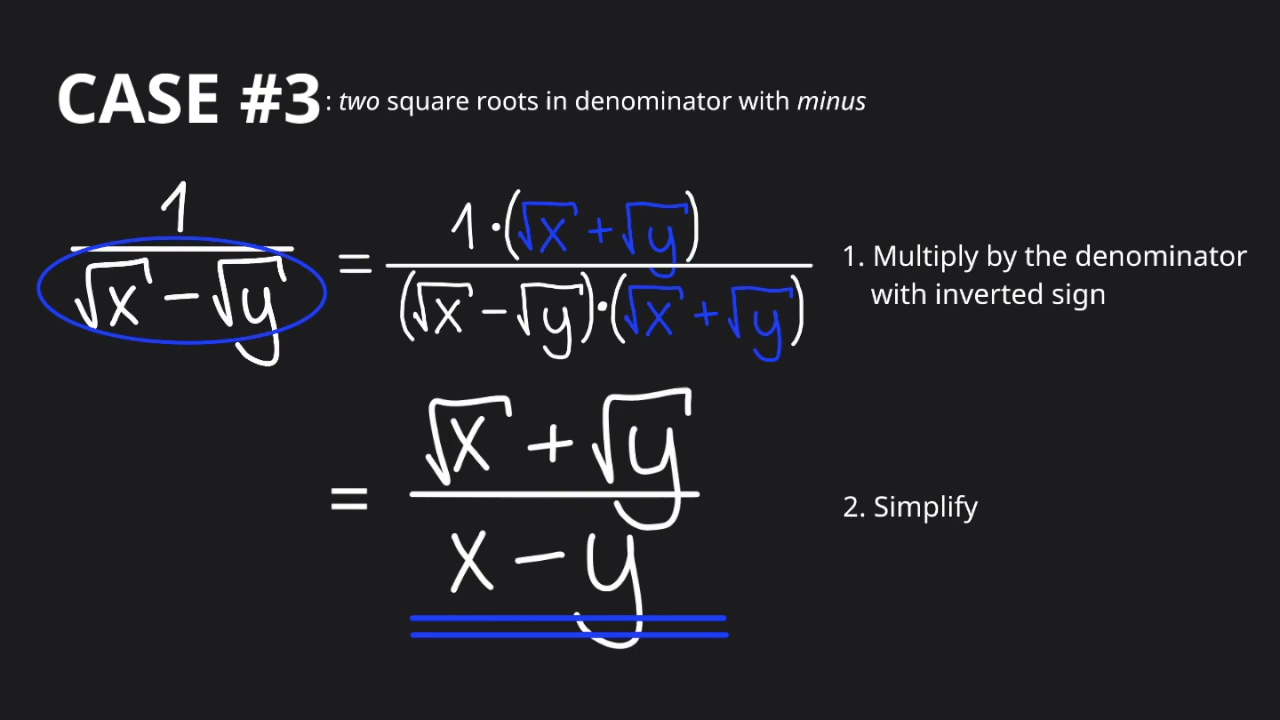 CASE #3: two square roots in denominator with minus
1/(√x − √y) = 1·(√x + √y)/((√x − √y)·(√x + √y))
1. Multiply by the denominator
with inverted sign
= (√x + √y)/(x − y)
2. Simplify